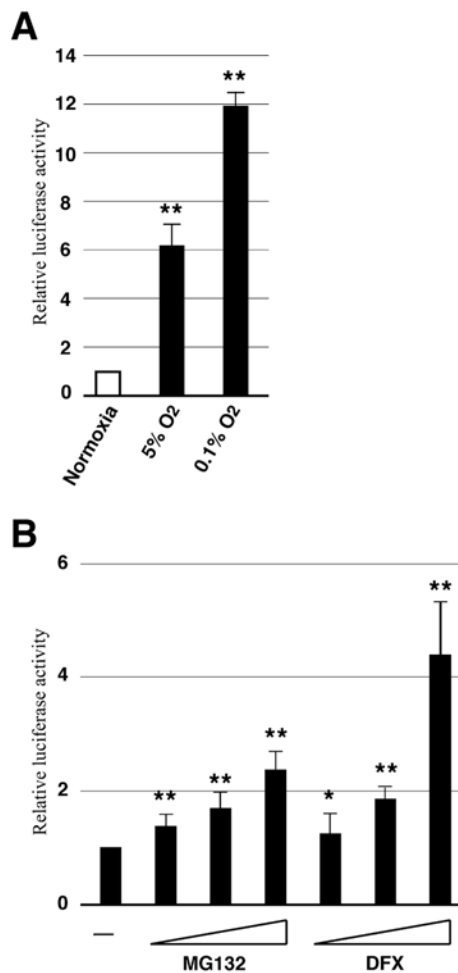 A
Relative luciferase activity
14
12
10
8
6
4
2
0
**
**
Normoxia
5% O2
0.1% O2
B
Relative luciferase activity
6
4
2
0
**
**
**
*
**
**
–
MG132
DFX